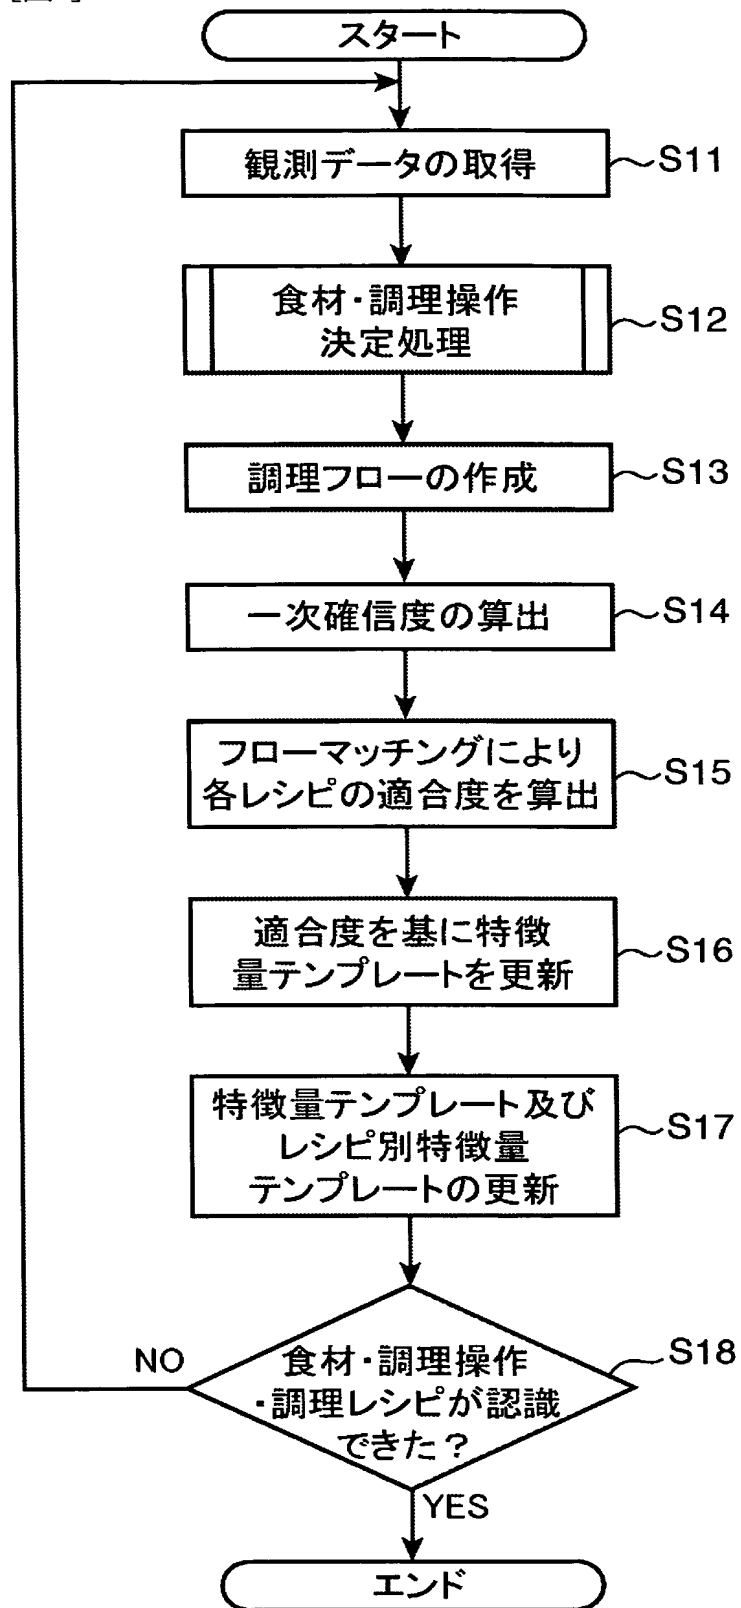 スタート
観測データの取得
S11
食材・調理操作
決定処理
S12
調理フローの作成
S13
一次確信度の算出
S14
フローマッチングにより
各レシピの適合度を算出
S15
適合度を基に特徴
量テンプレートを更新
S16
特徴量テンプレート及び
レシピ別特徴量
テンプレートの更新
S17
食材・調理操作
・調理レシピが認識
できた？
S18
NO
YES
エンド